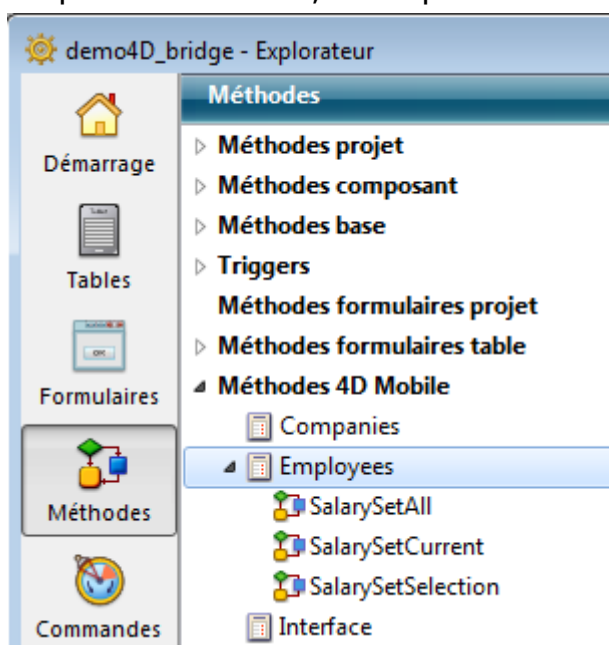 demo4D_bridge - Explorateur
Méthodes
Démarrage
Tables
Formulaires
Méthodes
Commandes
Méthodes projet
Méthodes composant
Méthodes base
Triggers
Méthodes formulaires projet
Méthodes formulaires table
Méthodes 4D Mobile
Companies
Employees
SalarySetAll
SalarySetCurrent
SalarySetSelection
Interface